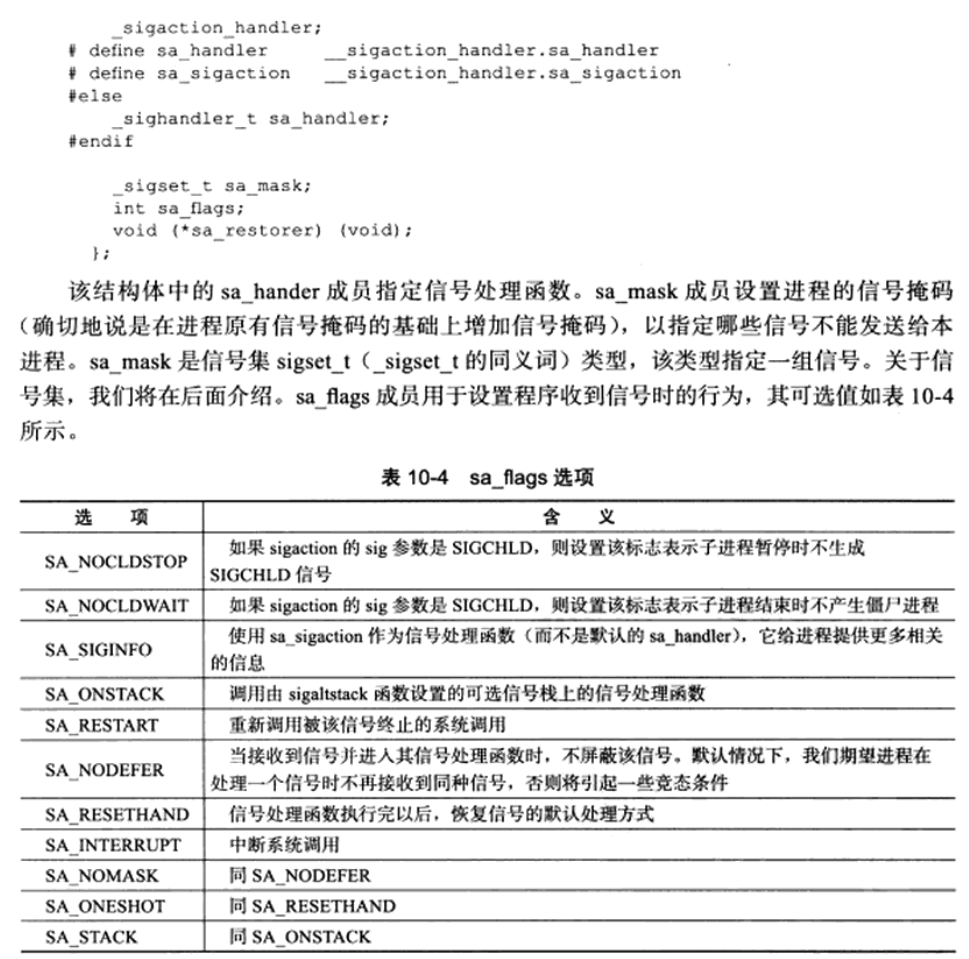 _sigaction_handler;
# define sa_handler __sigaction_handler.sa_handler
# define sa_sigaction __sigaction_handler.sa_sigaction
#else
_sighandler_t sa_handler;
#endif
_sigset_t sa_mask;
int sa_flags;
void (*sa_restorer) (void);
};
该结构体中的 sa_hander 成员指定信号处理函数。sa_mask 成员设置进程的信号掩码
（确切地说是在进程原有信号掩码的基础上增加信号掩码），以指定哪些信号不能发送给本
进程。sa_mask 是信号集 sigset_t（_sigset_t 的同义词）类型，该类型指定一组信号。关于信
号集，我们将在后面介绍。sa_flags 成员用于设置程序收到信号时的行为，其可选值如表 10-4
所示。
表 10-4 sa_flags 选项
选 项 含 义
SA_NOCLDSTOP 如果 sigaction 的 sig 参数是 SIGCHLD，则设置该标志表示子进程暂停时不生成
SIGCHLD 信号
SA_NOCLDWAIT 如果 sigaction 的 sig 参数是 SIGCHLD，则设置该标志表示子进程结束时不产生僵尸进程
SA_SIGINFO 使用 sa_sigaction 作为信号处理函数（而不是默认的 sa_handler），它给进程提供更多相关
的信息
SA_ONSTACK 调用由 sigaltstack 函数设置的可选信号栈上的信号处理函数
SA_RESTART 重新调用被该信号终止的系统调用
SA_NODEFER 当接收到信号并进入其信号处理函数时，不屏蔽该信号。默认情况下，我们期望进程在
处理一个信号时不再接收到同种信号，否则将引起一些竞态条件
SA_RESETHAND 信号处理函数执行完以后，恢复信号的默认处理方式
SA_INTERRUPT 中断系统调用
SA_NOMASK 同 SA_NODEFER
SA_ONESHOT 同 SA_RESETHAND
SA_STACK 同 SA_ONSTACK